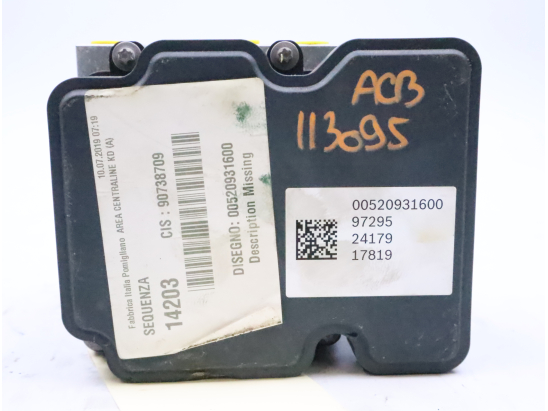 Fabbrica Italia Pomigliano AREA CENTRALINE KD (A)
10.07.2019 07:19
SEQUENZA
CIS : 90738709
14203
DISEGNO: 00520931600
Description Missing
ACB
113095
00520931600
97295
24179
17819